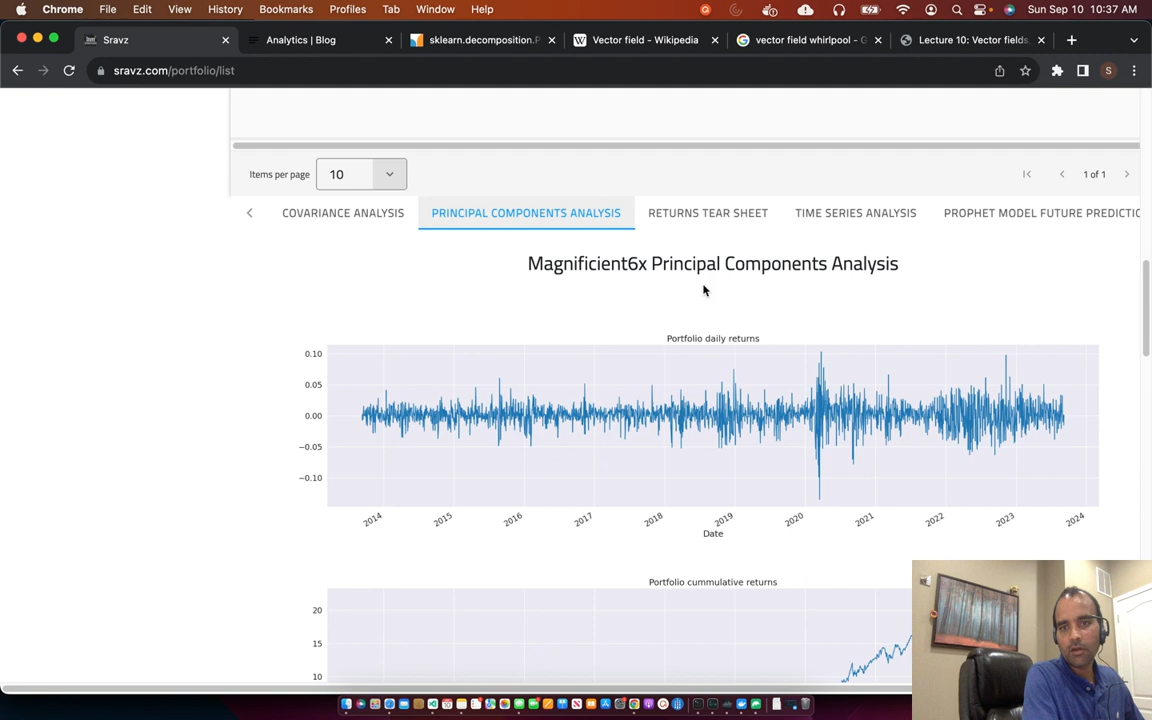 Chrome File Edit View History Bookmarks Profiles Tab Window Help Sun Sep 10 10:37 AM
Sravz Analytics | Blog sklearn.decomposition.P Vector field - Wikipedia vector field whirlpool - G Lecture 10: Vector fields,
sravz.com/portfolio/list S
Items per page 10 1 of 1
COVARIANCE ANALYSIS PRINCIPAL COMPONENTS ANALYSIS RETURNS TEAR SHEET TIME SERIES ANALYSIS PROPHET MODEL FUTURE PREDICTIO
Magnificient6x Principal Components Analysis
Portfolio daily returns
0.10
0.05
0.00
−0.05
−0.10
2014 2015 2016 2017 2018 2019 2020 2021 2022 2023 2024
Date
Portfolio cummulative returns
20
15
10